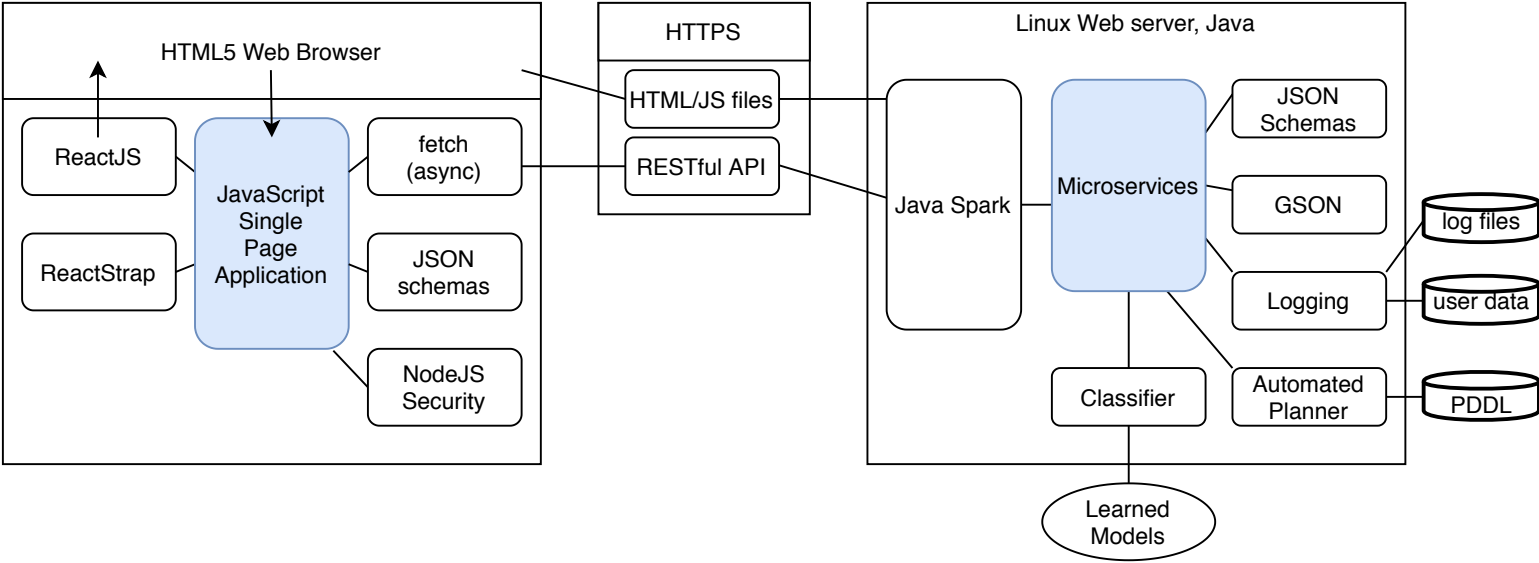 HTML5 Web Browser
ReactJS
ReactStrap
JavaScript
Single
Page
Application
fetch
(async)
JSON
schemas
NodeJS
Security
HTTPS
HTML/JS files
RESTful API
Linux Web server, Java
Java Spark
Microservices
JSON
Schemas
GSON
Logging
Classifier
Automated
Planner
log files
user data
PDDL
Learned
Models